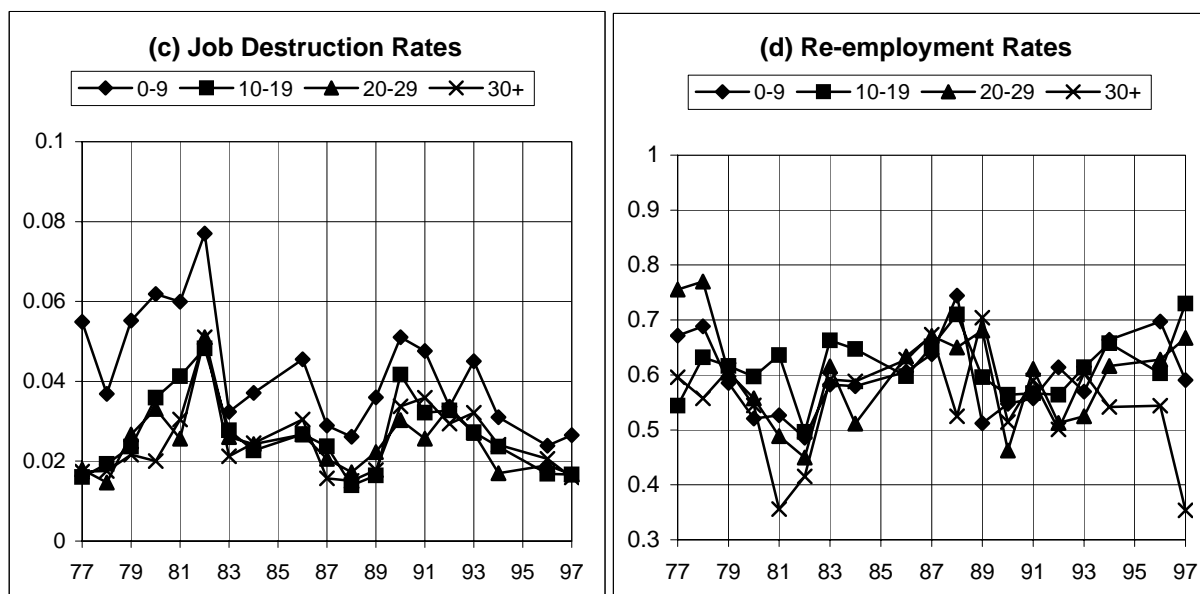 (c) Job Destruction Rates
0-9 10-19 20-29 30+
0.1
0.08
0.06
0.04
0.02
0
77 79 81 83 85 87 89 91 93 95 97
(d) Re-employment Rates
0-9 10-19 20-29 30+
1
0.9
0.8
0.7
0.6
0.5
0.4
0.3
77 79 81 83 85 87 89 91 93 95 97